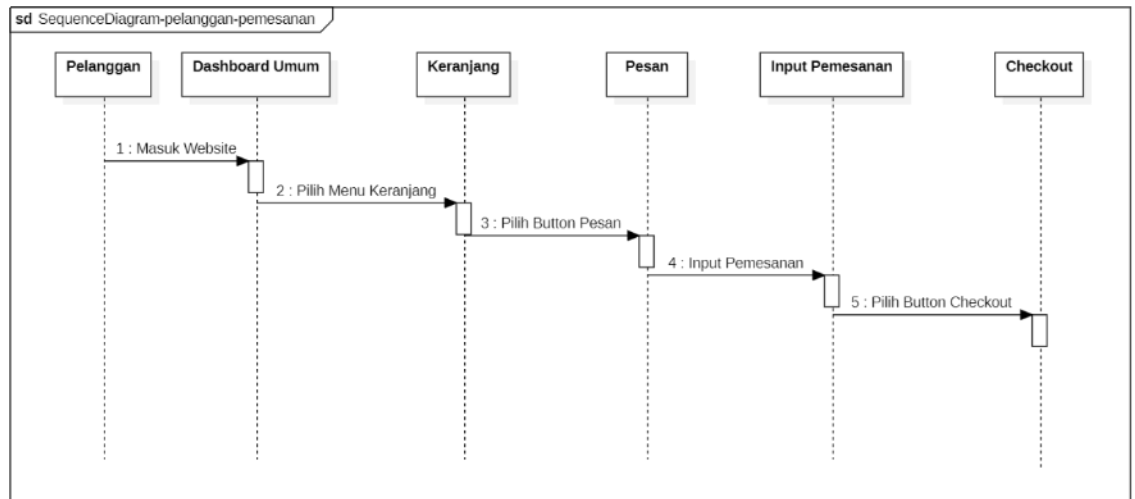 sd SequenceDiagram-pelanggan-pemesanan
Pelanggan
Dashboard Umum
Keranjang
Pesan
Input Pemesanan
Checkout
1 : Masuk Website
2 : Pilih Menu Keranjang
3 : Pilih Button Pesan
4 : Input Pemesanan
5 : Pilih Button Checkout